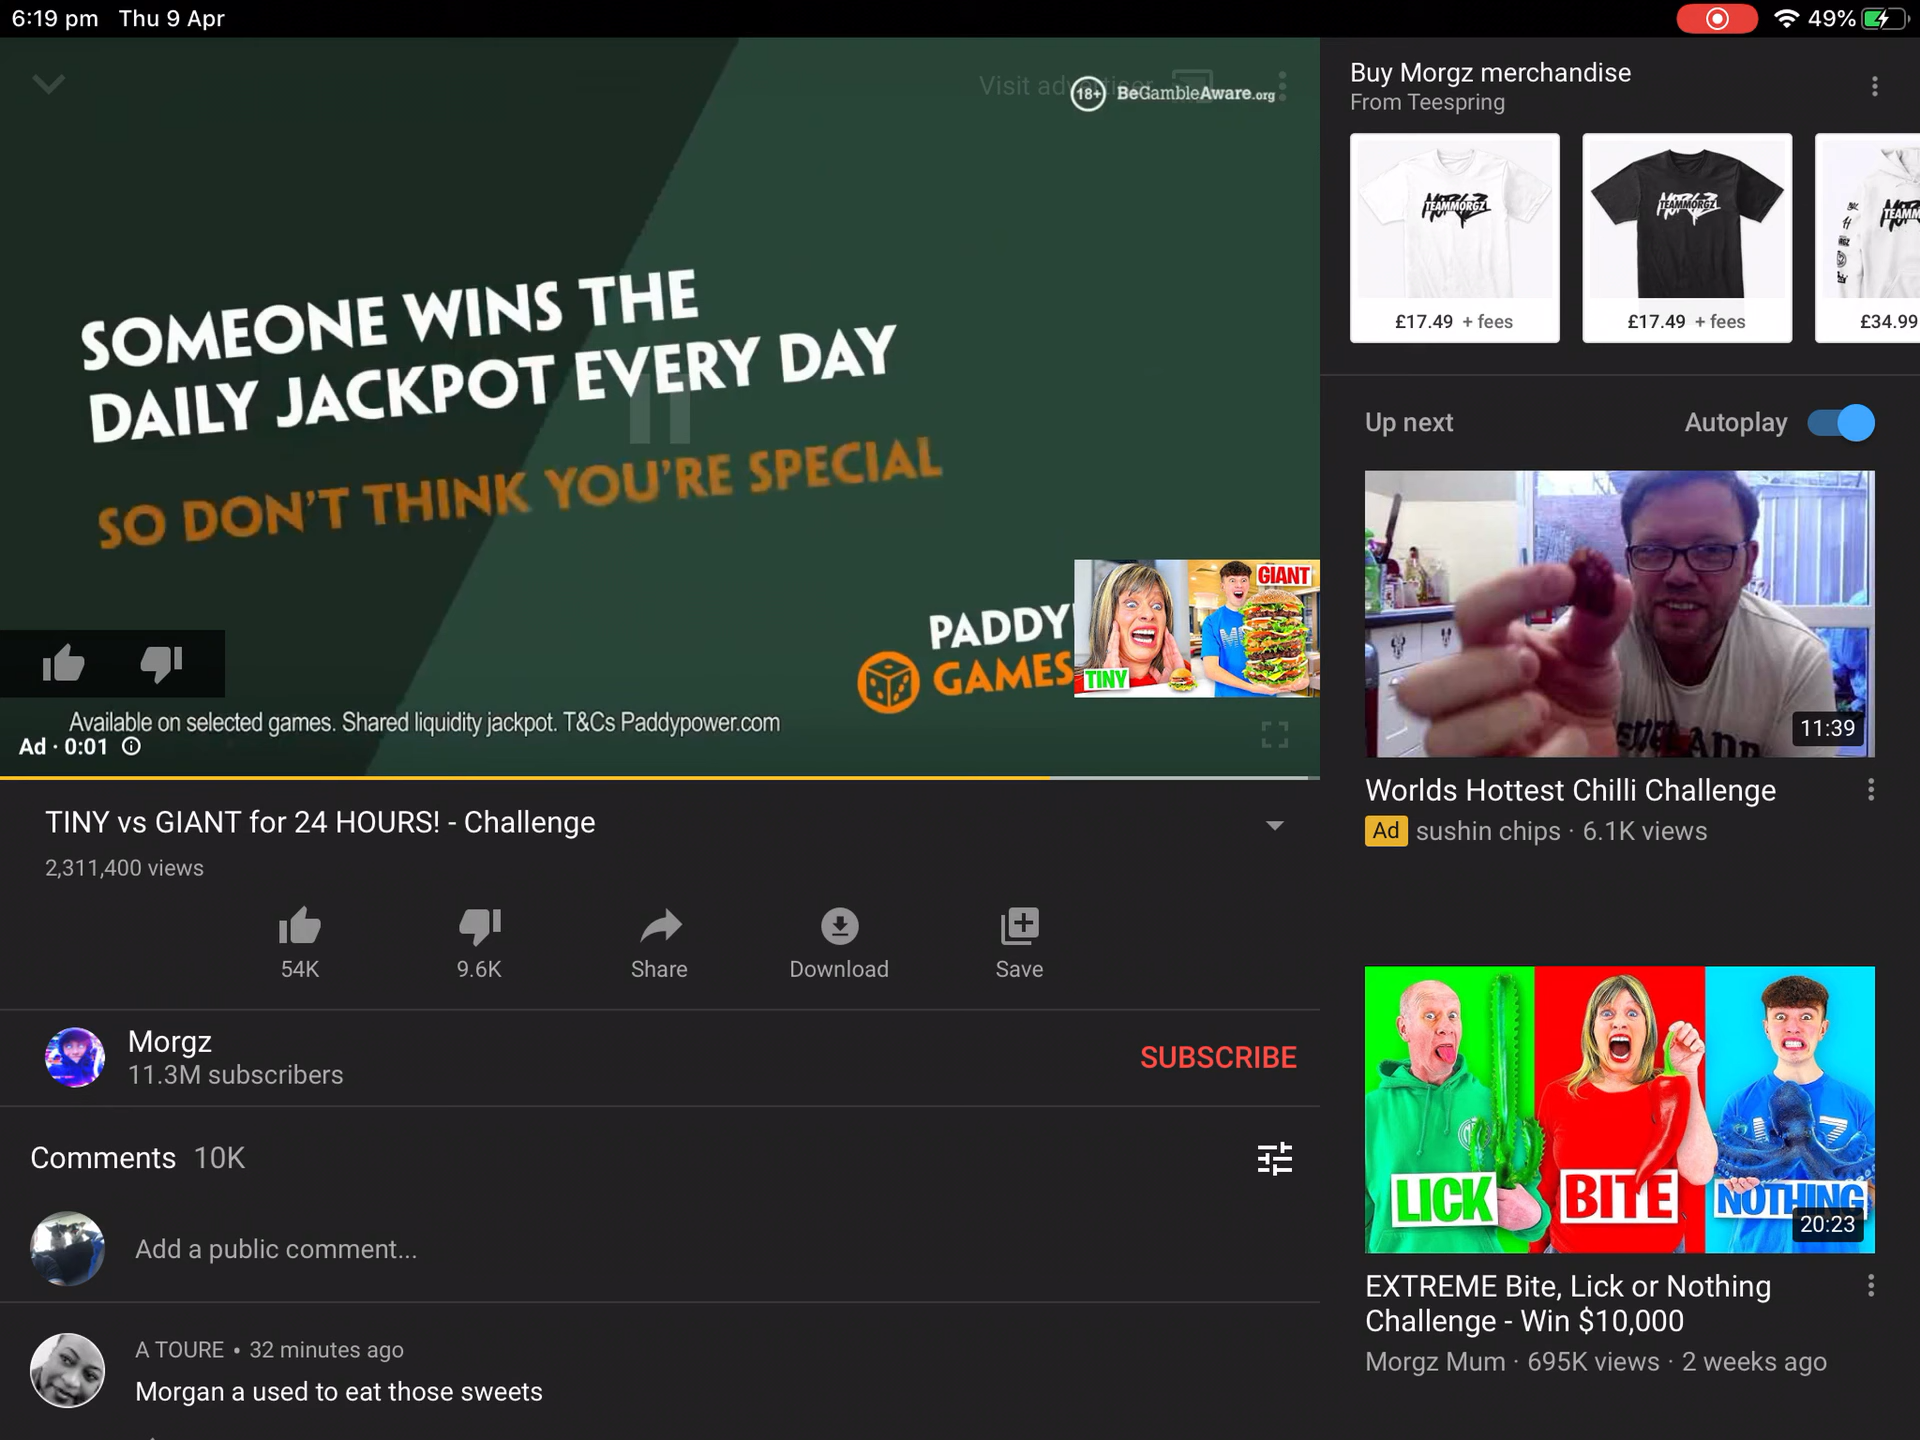 6:19 pm Thu 9 Apr
49%
Visit advertiser
18+ BeGambleAware.org
SOMEONE WINS THE
DAILY JACKPOT EVERY DAY
SO DON'T THINK YOU'RE SPECIAL
PADDY
GAMES
GIANT
TINY
Available on selected games. Shared liquidity jackpot. T&Cs Paddypower.com
Ad · 0:01
TINY vs GIANT for 24 HOURS! - Challenge
2,311,400 views
54K
9.6K
Share
Download
Save
Morgz
11.3M subscribers
SUBSCRIBE
Comments 10K
Add a public comment...
A TOURE • 32 minutes ago
Morgan a used to eat those sweets
Buy Morgz merchandise
From Teespring
TEAMMORGZ
TEAMMORGZ
£17.49 + fees
£17.49 + fees
£34.99
Up next
Autoplay
11:39
Worlds Hottest Chilli Challenge
Ad sushin chips · 6.1K views
LICK
BITE
NOTHING
20:23
EXTREME Bite, Lick or Nothing
Challenge - Win $10,000
Morgz Mum · 695K views · 2 weeks ago